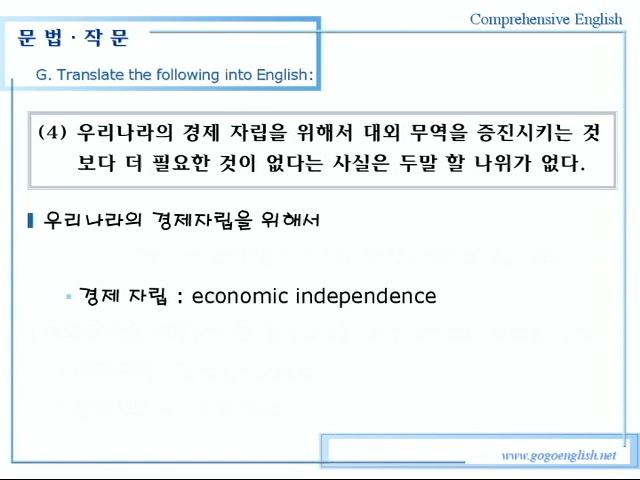 Comprehensive English
문 법 · 작 문
G. Translate the following into English:
(4) 우리나라의 경제 자립을 위해서 대외 무역을 증진시키는 것
보다 더 필요한 것이 없다는 사실은 두말 할 나위가 없다.
우리나라의 경제자립을 위해서
경제 자립 : economic independence
www.gogoenglish.net